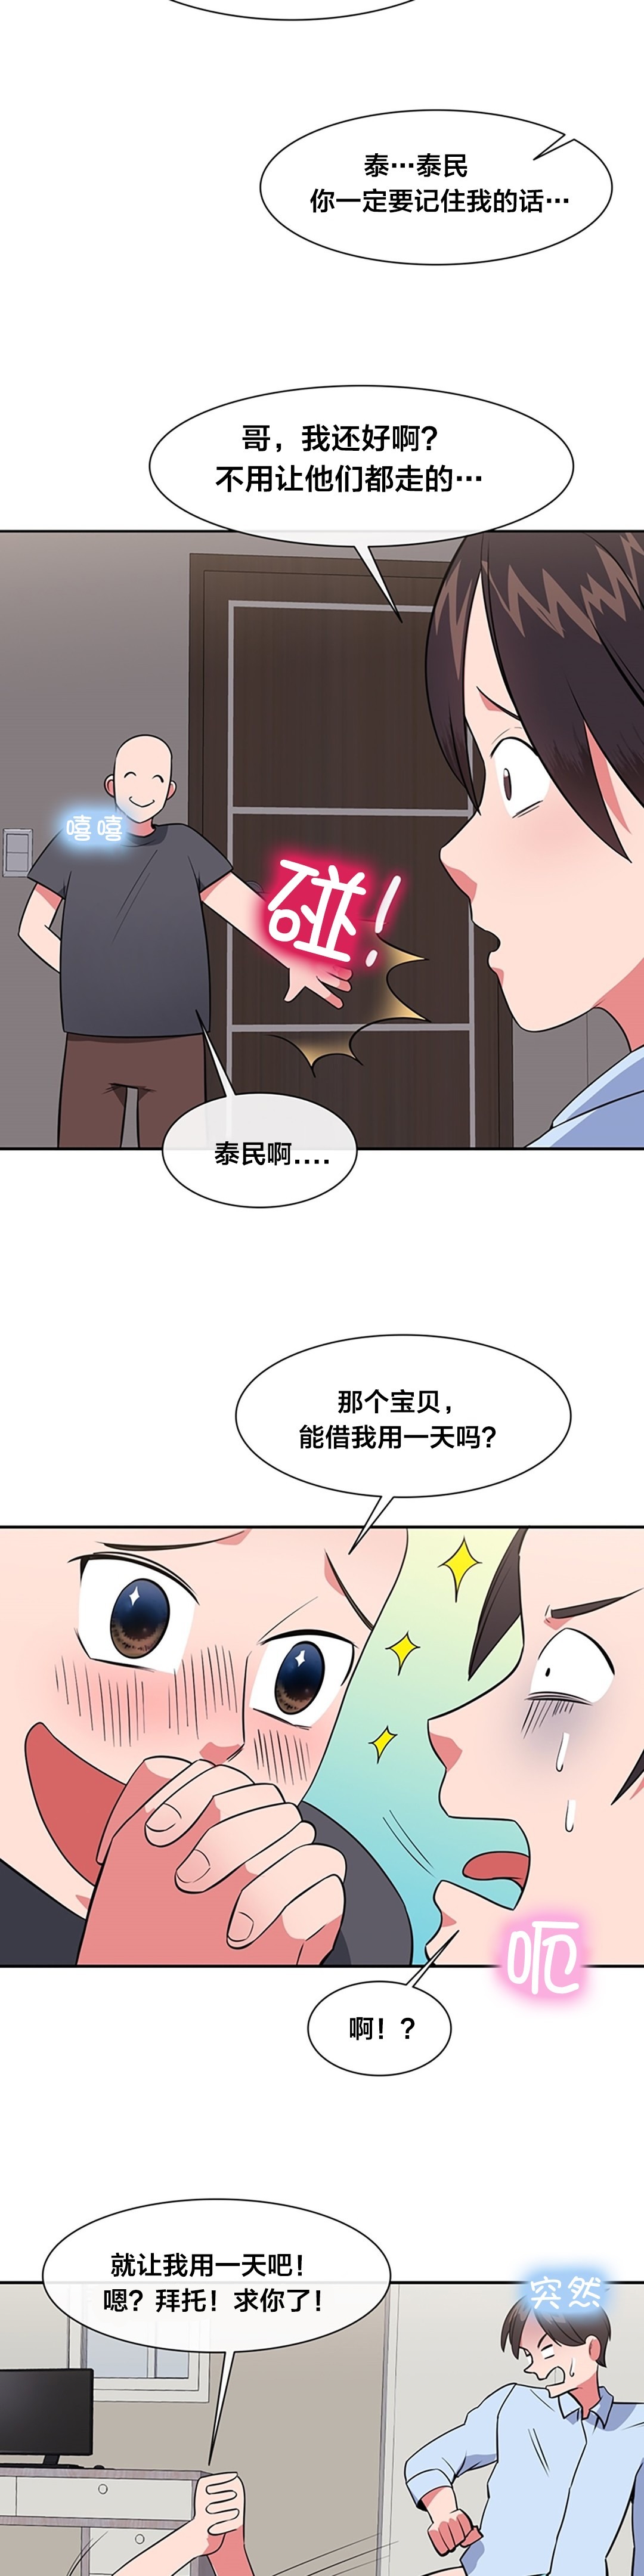 泰…泰民
你一定要记住我的话…
哥，我还好啊？
不用让他们都走的…
嘻嘻
碰！
泰民啊....
那个宝贝，
能借我用一天吗？
呃
啊！？
就让我用一天吧！
嗯？拜托！求你了！
突然